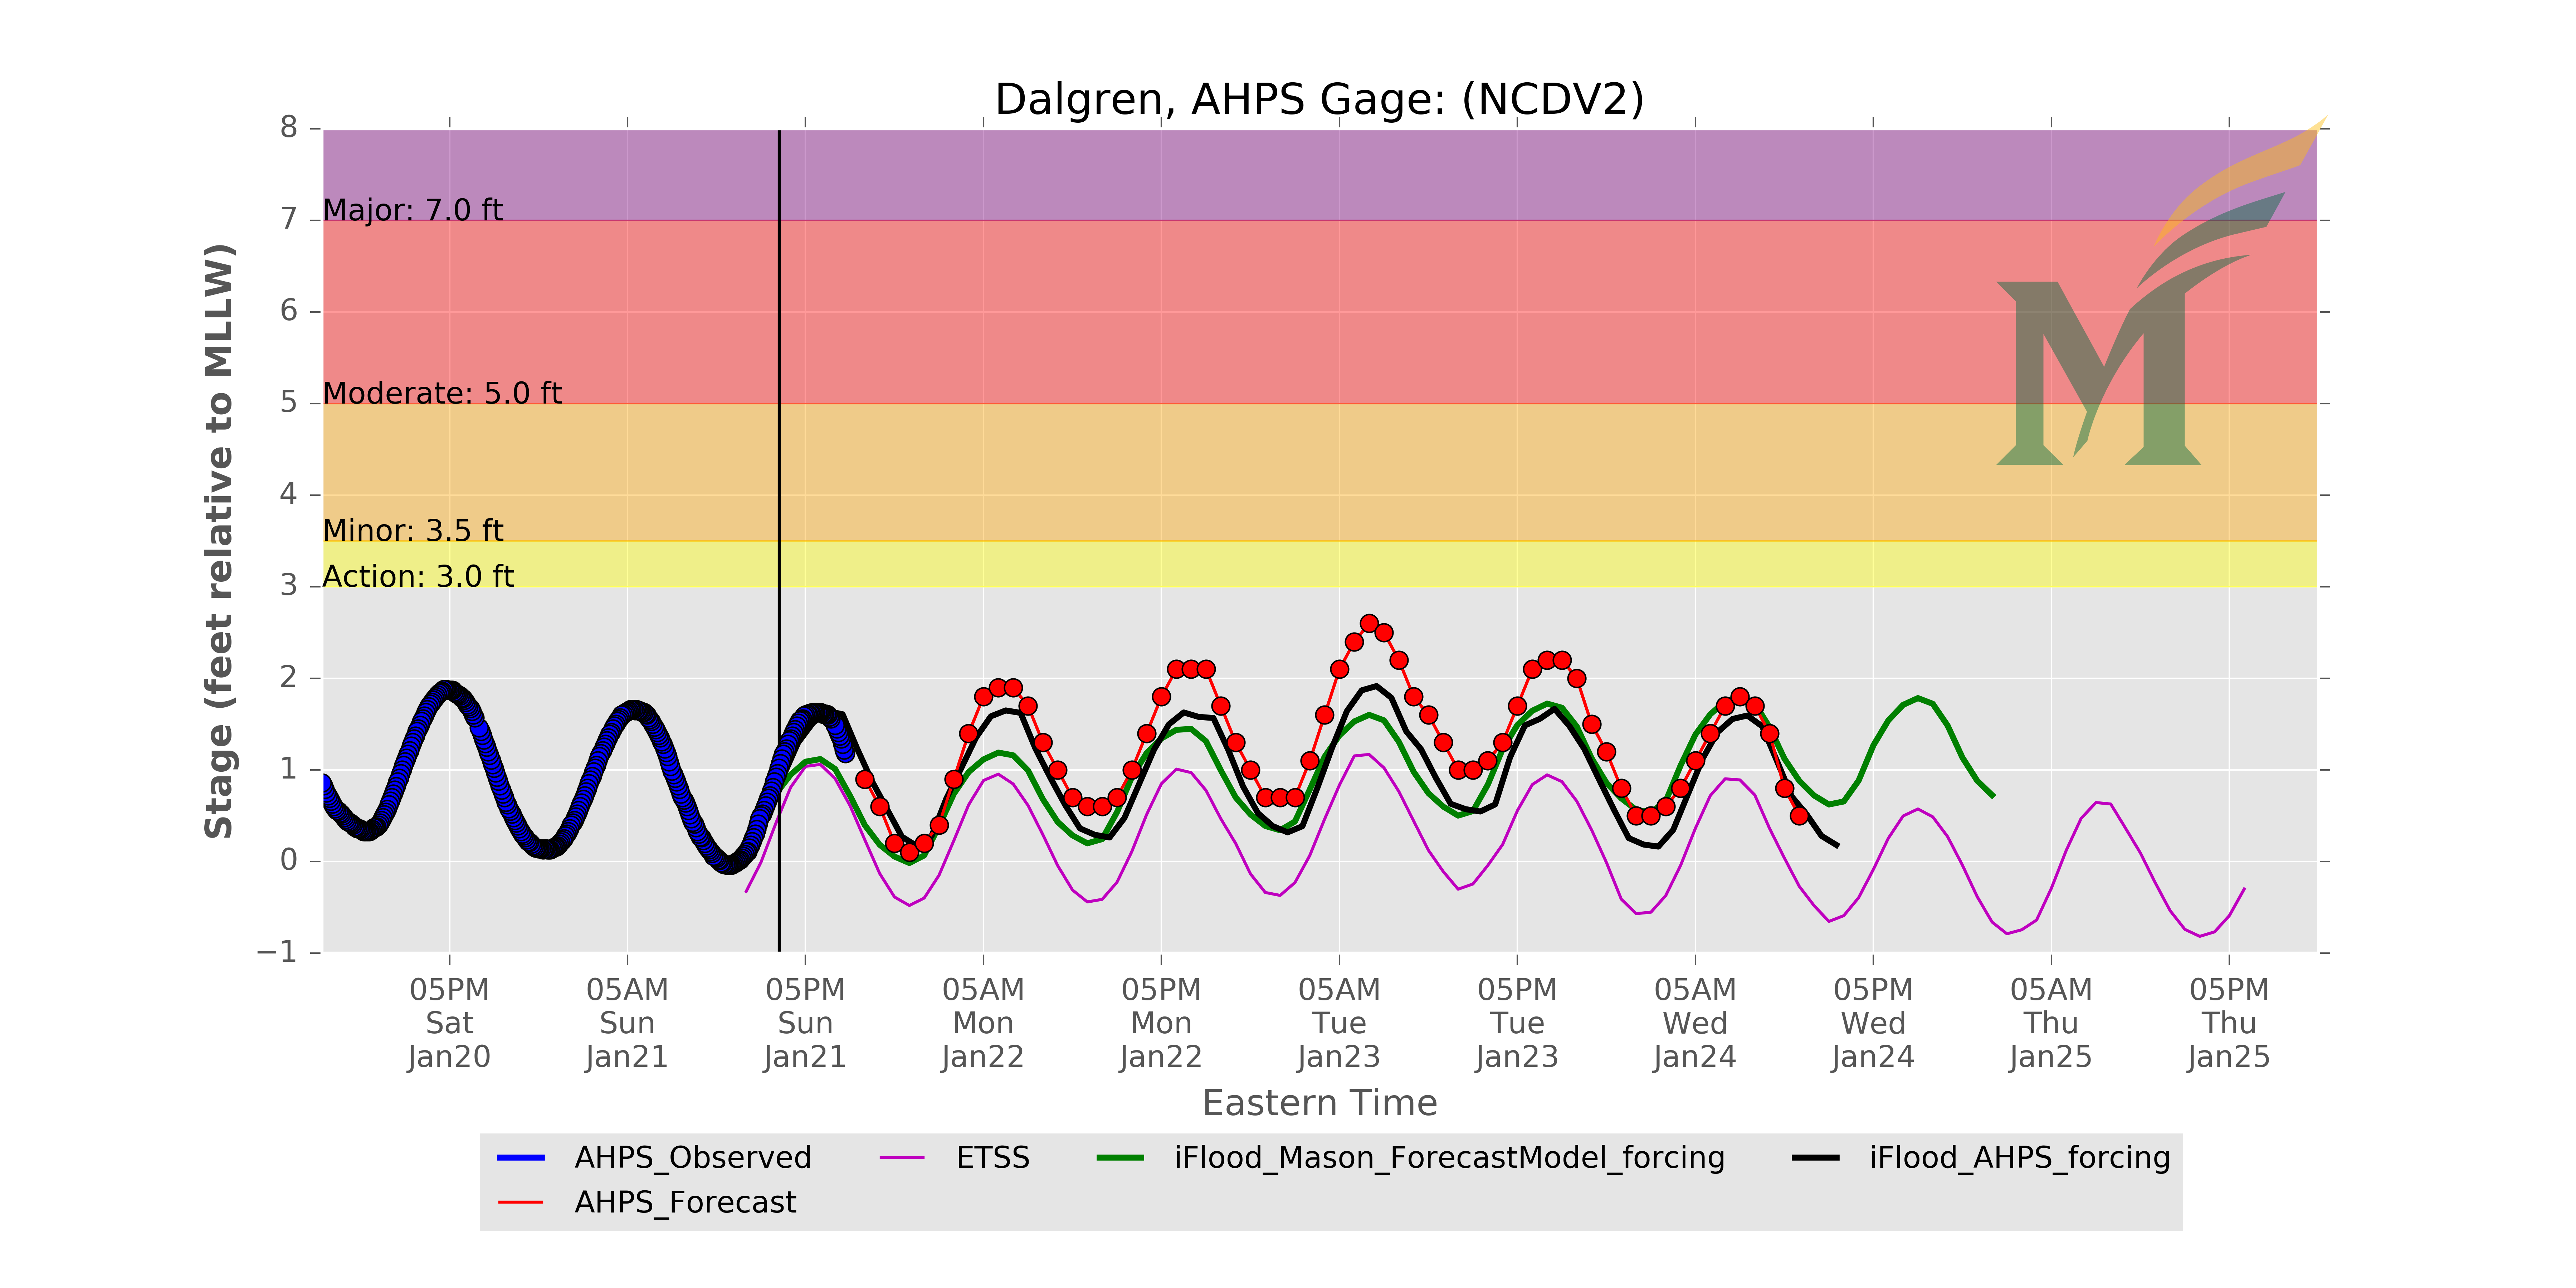 Dalgren, AHPS Gage: (NCDV2)
8
7
6
5
4
3
2
1
0
−1
Stage (feet relative to MLLW)
Major: 7.0 ft
Moderate: 5.0 ft
Minor: 3.5 ft
Action: 3.0 ft
M
05PM 05AM 05PM 05AM 05PM 05AM 05PM 05AM 05PM 05AM 05PM
Sat Sun Sun Mon Mon Tue Tue Wed Wed Thu Thu
Jan20 Jan21 Jan21 Jan22 Jan22 Jan23 Jan23 Jan24 Jan24 Jan25 Jan25
Eastern Time
AHPS_Observed ETSS iFlood_Mason_ForecastModel_forcing iFlood_AHPS_forcing
AHPS_Forecast